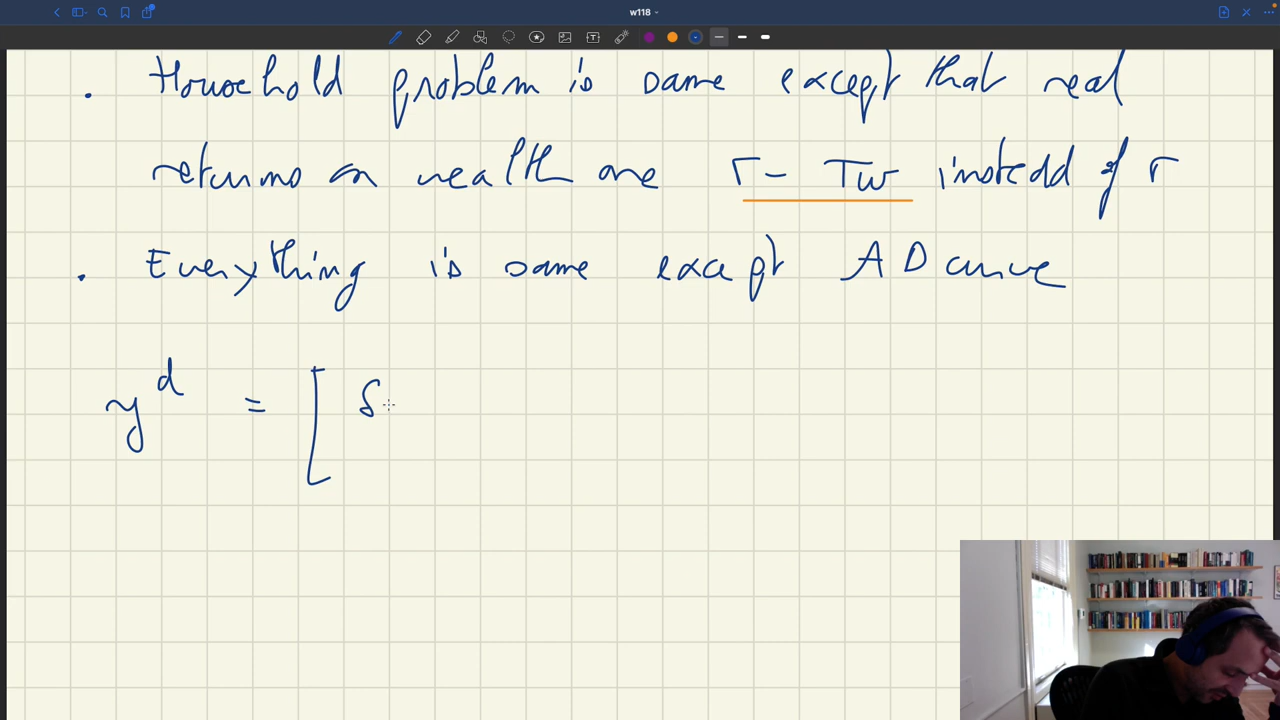 w118
. Household problem is same except that real
returns on wealth are r - τw instead of r
. Everything is same except AD curve
y^d = [ δ